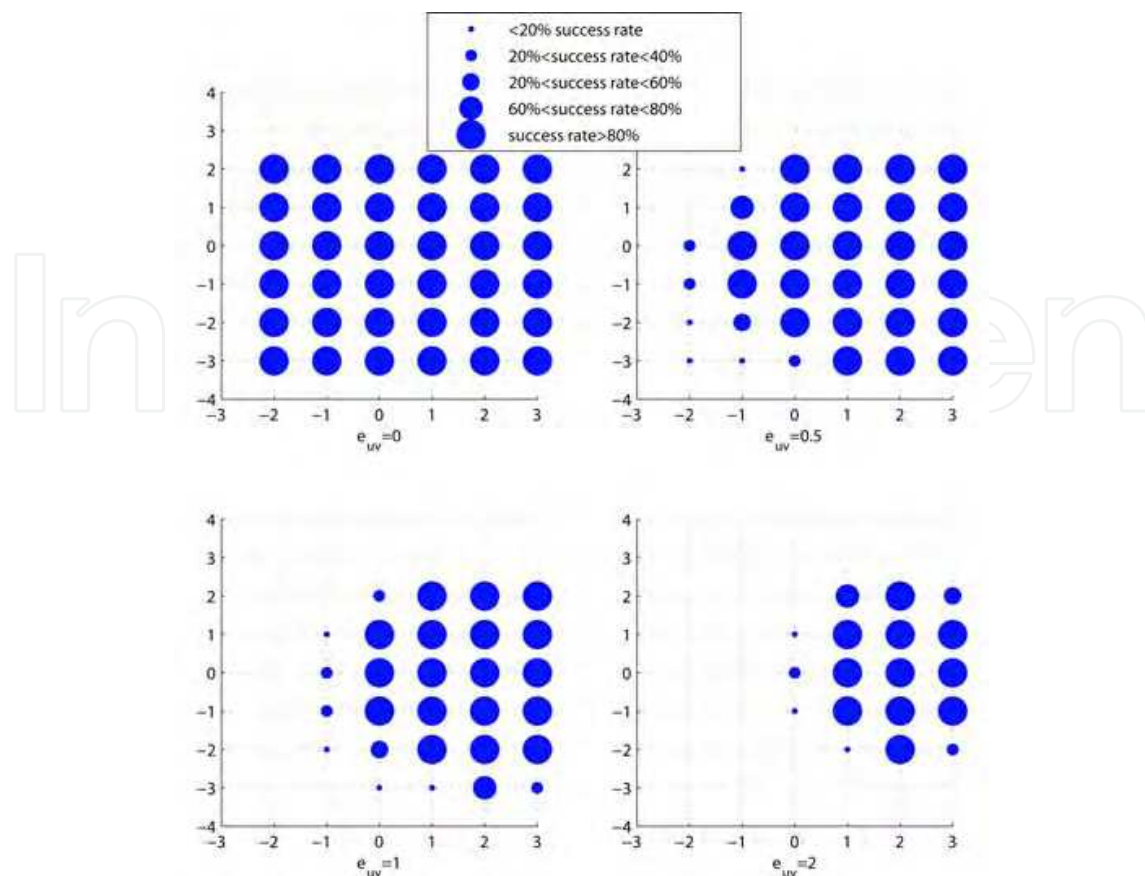 <20% success rate
20%<success rate<40%
20%<success rate<60%
60%<success rate<80%
success rate>80%
4
3
2
1
0
−1
−2
−3
−4
−3 −2 −1 0 1 2 3
e_uv=0
4
3
2
1
0
−1
−2
−3
−4
−3 −2 −1 0 1 2 3
e_uv=0.5
4
3
2
1
0
−1
−2
−3
−4
−3 −2 −1 0 1 2 3
e_uv=1
4
3
2
1
0
−1
−2
−3
−4
−3 −2 −1 0 1 2 3
e_uv=2
In
en